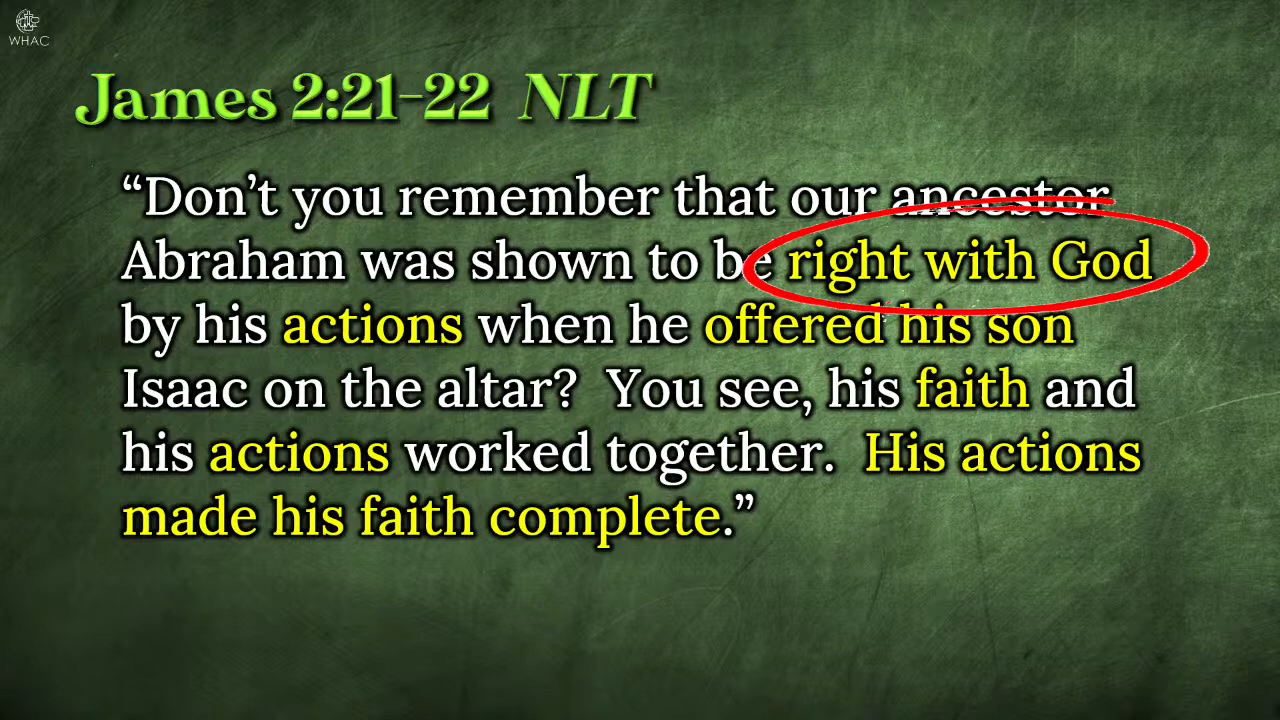 WHAC
James 2:21-22 NLT
“Don’t you remember that our ancestor
Abraham was shown to be right with God
by his actions when he offered his son
Isaac on the altar? You see, his faith and
his actions worked together. His actions
made his faith complete.”